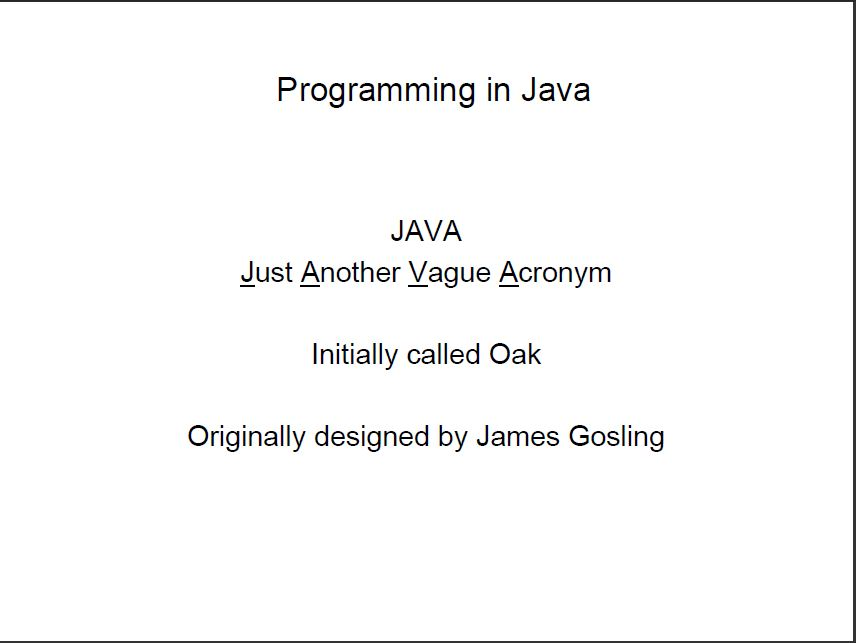 Programming in Java
JAVA
Just Another Vague Acronym
Initially called Oak
Originally designed by James Gosling